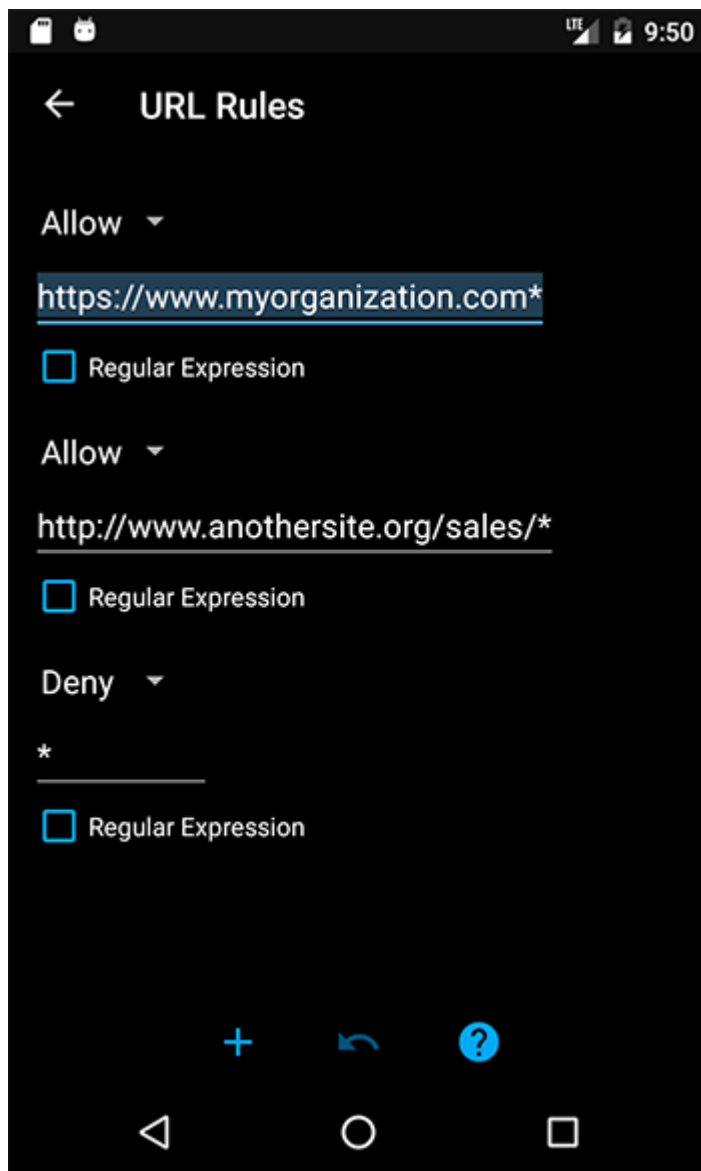 LTE 9:50
URL Rules
Allow
https://www.myorganization.com*
Regular Expression
Allow
http://www.anothersite.org/sales/*
Regular Expression
Deny
*
Regular Expression
+
?